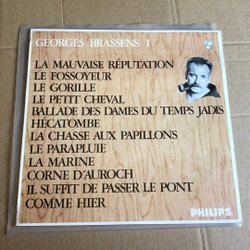 GEORGES BRASSENS 1
LA MAUVAISE RÉPUTATION
LE FOSSOYEUR
LE GORILLE
LE PETIT CHEVAL
BALLADE DES DAMES DU TEMPS JADIS
HÉCATOMBE
LA CHASSE AUX PAPILLONS
LE PARAPLUIE
LA MARINE
CORNE D'AUROCH
IL SUFFIT DE PASSER LE PONT
COMME HIER
PHILIPS